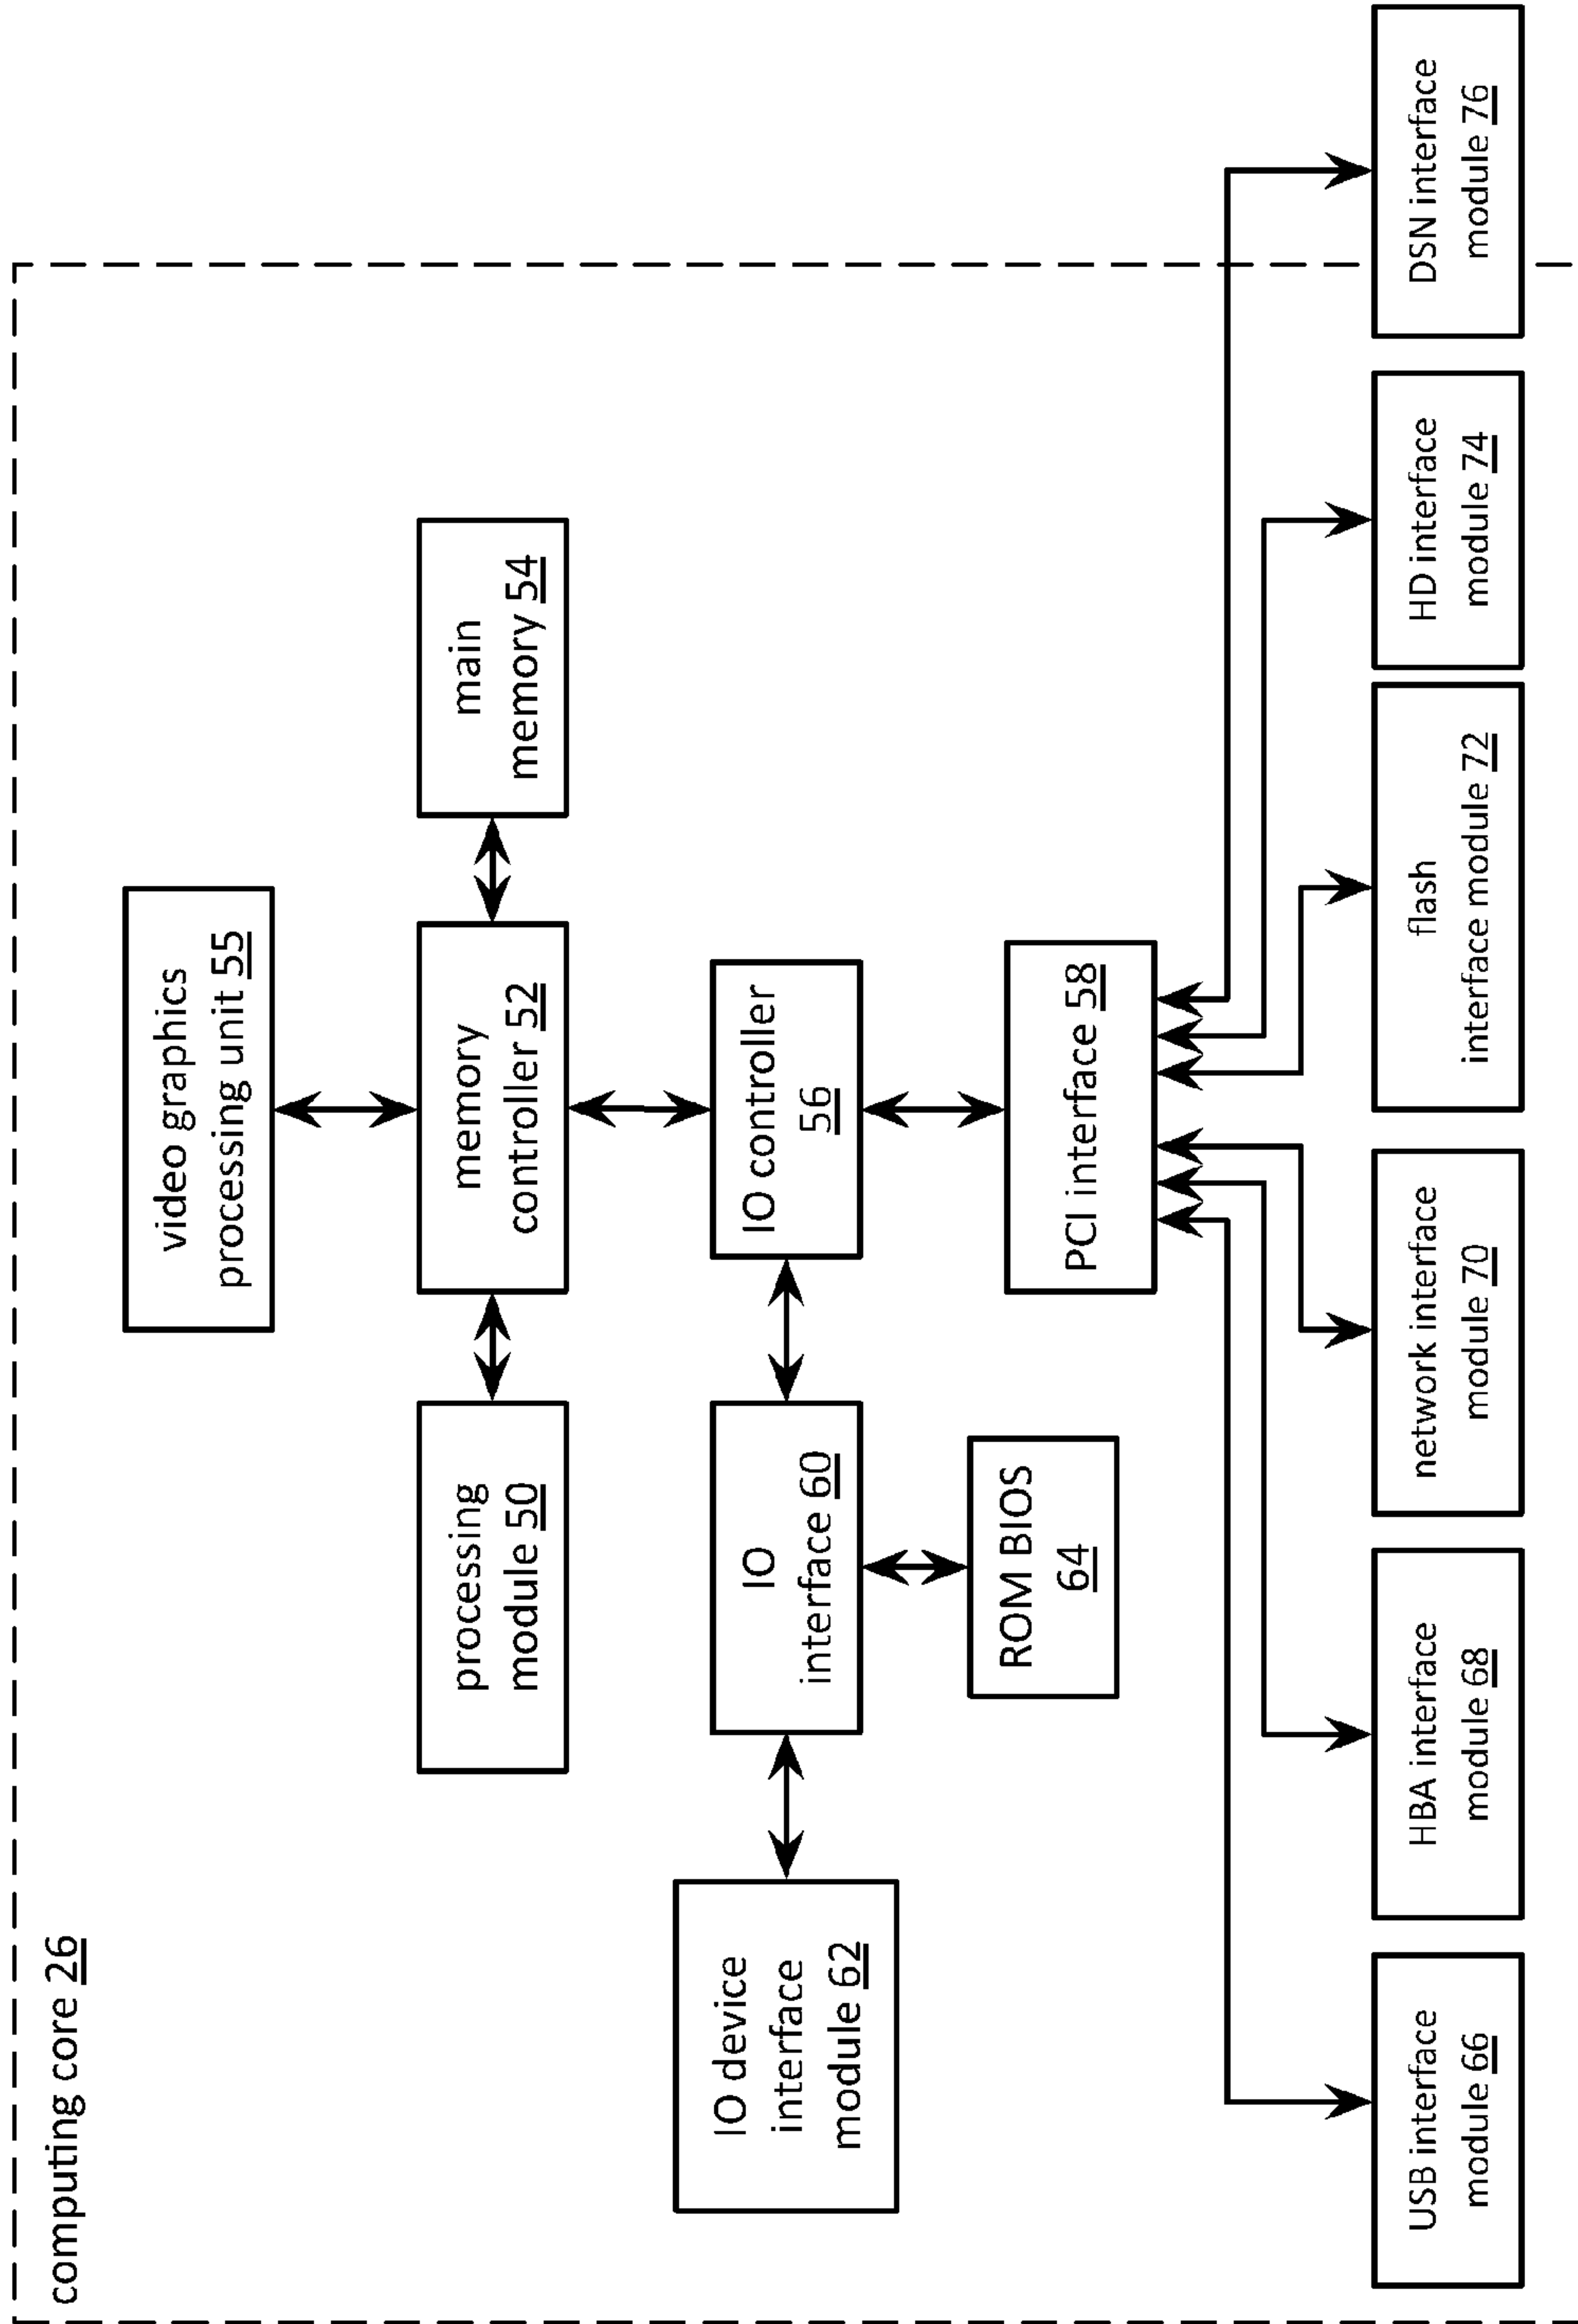 computing core 26
video graphics
processing unit 55
processing
module 50
memory
controller 52
main
memory 54
IO device
interface
module 62
IO
interface 60
IO controller
56
ROM BIOS
64
PCI interface 58
USB interface
module 66
HBA interface
module 68
network interface
module 70
flash
interface module 72
HD interface
module 74
DSN interface
module 76